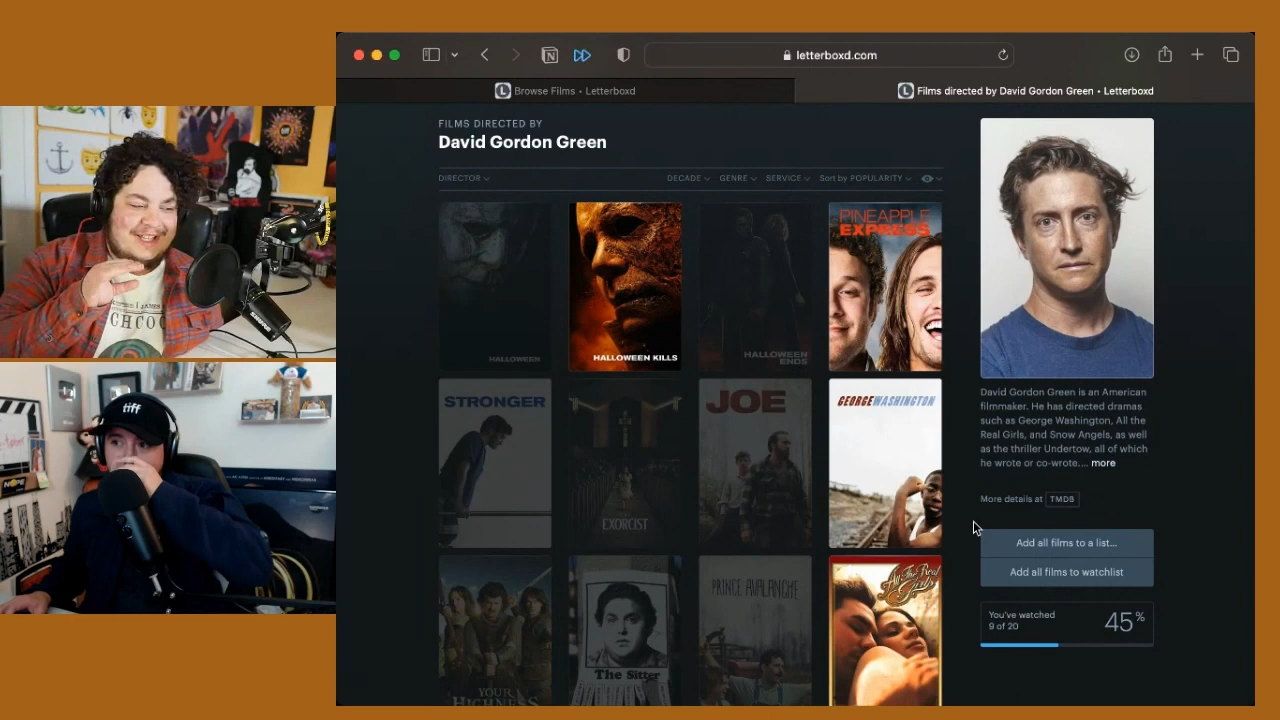 letterboxd.com
Browse Films • Letterboxd
Films directed by David Gordon Green • Letterboxd
FILMS DIRECTED BY
David Gordon Green
DIRECTOR
DECADE
GENRE
SERVICE
Sort by POPULARITY
HALLOWEEN
HALLOWEEN KILLS
HALLOWEEN
ENDS
PINEAPPLE
EXPRESS
STRONGER
EXORCIST
JOE
GEORGE WASHINGTON
YOUR
HIGHNESS
The Sitter
PRINCE AVALANCHE
All The Real
Girls
David Gordon Green is an American
filmmaker. He has directed dramas
such as George Washington, All the
Real Girls, and Snow Angels, as well
as the thriller Undertow, all of which
he wrote or co-wrote.... more
More details at TMDB
Add all films to a list...
Add all films to watchlist
You've watched
9 of 20
45%
CHCOC
SHURE
tiff
NOPE